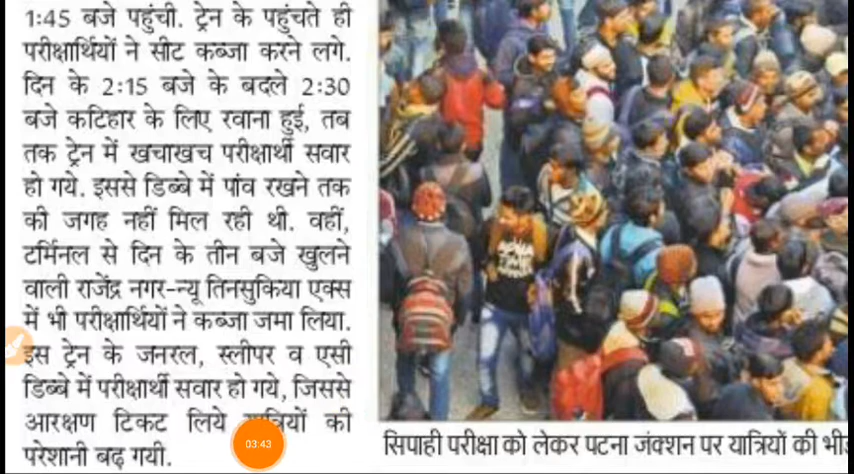 1:45 बजे पहुंची. ट्रेन के पहुंचते ही
परीक्षार्थियों ने सीट कब्जा करने लगे.
दिन के 2:15 बजे के बदले 2:30
बजे कटिहार के लिए रवाना हुई, तब
तक ट्रेन में खचाखच परीक्षार्थी सवार
हो गये. इससे डिब्बे में पांव रखने तक
की जगह नहीं मिल रही थी. वहीं,
टर्मिनल से दिन के तीन बजे खुलने
वाली राजेंद्र नगर-न्यू तिनसुकिया एक्स
में भी परीक्षार्थियों ने कब्जा जमा लिया.
इस ट्रेन के जनरल, स्लीपर व एसी
डिब्बे में परीक्षार्थी सवार हो गये, जिससे
आरक्षण टिकट लिये की
परेशानी बढ़ गयी.
03:43
सिपाही परीक्षा को लेकर पटना जंक्शन पर यात्रियों की